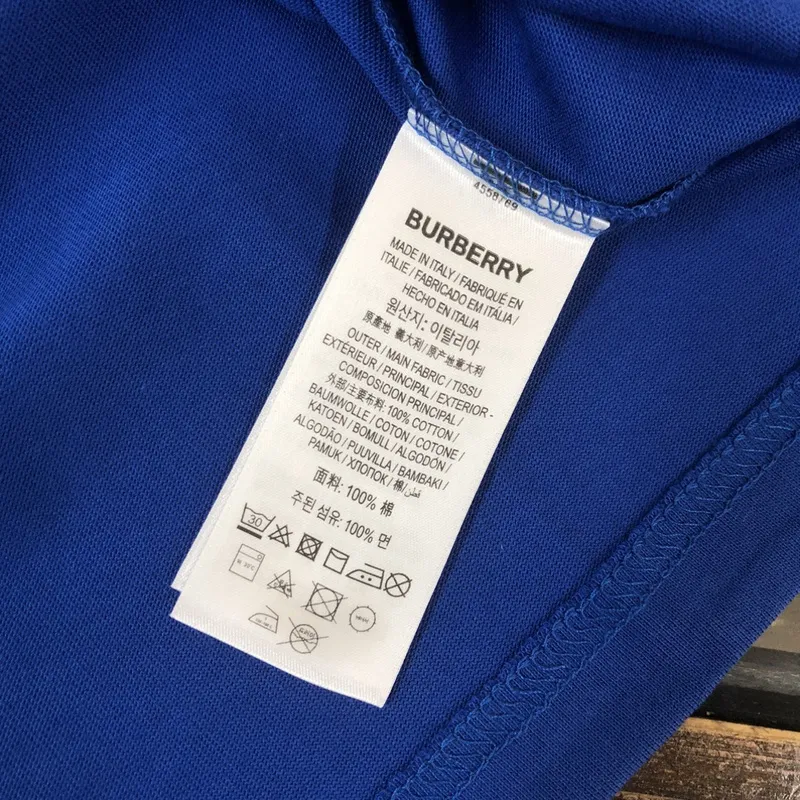 4558769
BURBERRY
MADE IN ITALY / FABRIQUÉ EN
ITALIE / FABRICADO EM ITÁLIA /
HECHO EN ITALIA
원산지: 이탈리아
原產地 義大利 / 原产地意大利
OUTER / MAIN FABRIC / TISSU
EXTÉRIEUR / PRINCIPAL / EXTERIOR -
COMPOSICION PRINCIPAL /
外部/主要布料: 100% COTTON /
BAUMWOLLE / COTON / COTONE /
KATOEN / BOMULL / ALGODÓN /
ALGODÃO / PUUVILLA / BAMBAKI /
PAMUK / ХЛОПОК / 棉/ قطن
面料: 100% 棉
주된 섬유: 100% 면
30